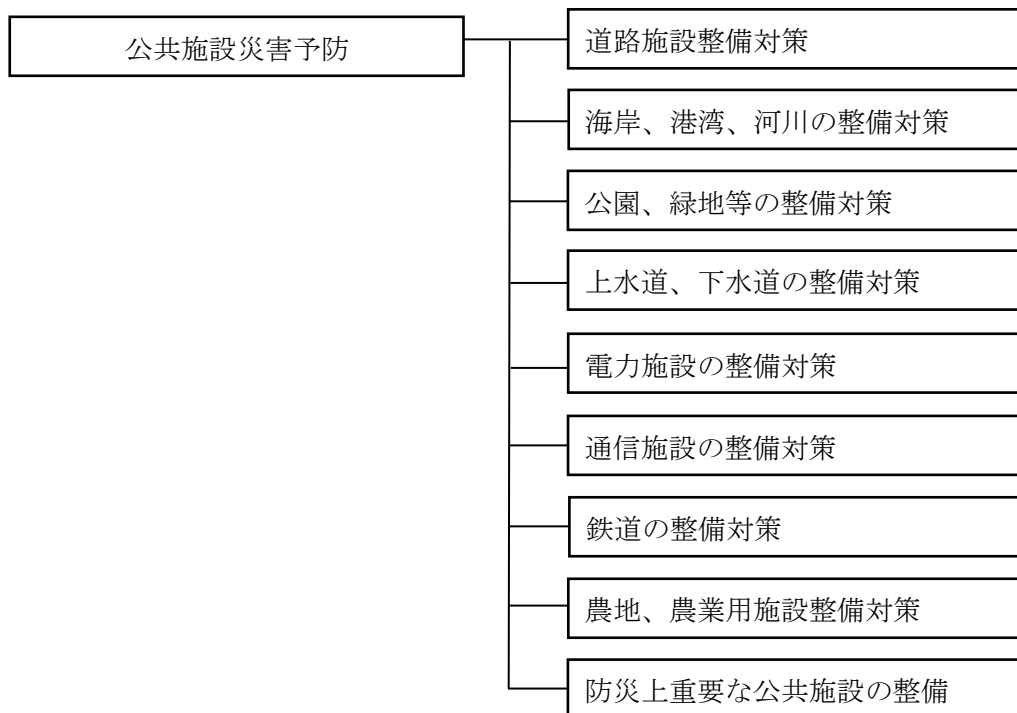 公共施設災害予防
道路施設整備対策
海岸、港湾、河川の整備対策
公園、緑地等の整備対策
上水道、下水道の整備対策
電力施設の整備対策
通信施設の整備対策
鉄道の整備対策
農地、農業用施設整備対策
防災上重要な公共施設の整備